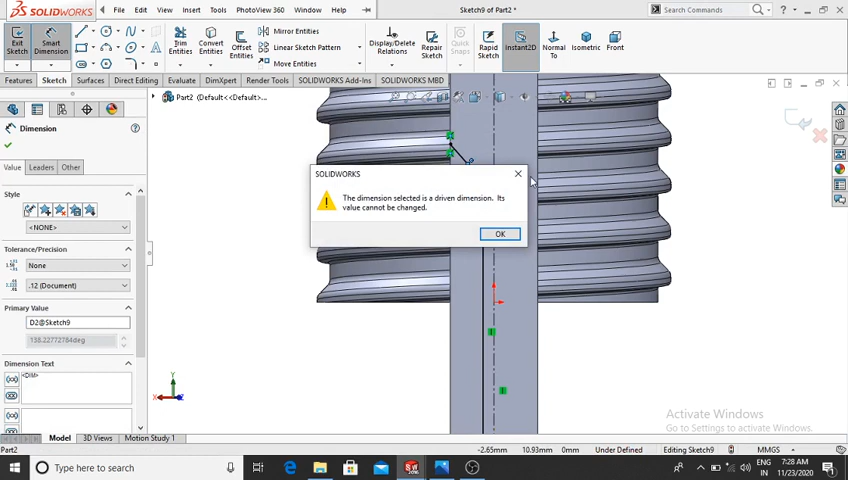 SOLIDWORKS
File Edit View Insert Tools PhotoView 360 Window Help
Sketch9 of Part2 *
Search Commands
Exit Sketch
Smart Dimension
Trim Entities
Convert Entities
Offset Entities
Mirror Entities
Linear Sketch Pattern
Move Entities
Display/Delete Relations
Repair Sketch
Quick Snaps
Rapid Sketch
Instant2D
Normal To
Isometric
Front
Features Sketch Surfaces Direct Editing Evaluate DimXpert Render Tools SOLIDWORKS Add-Ins SOLIDWORKS MBD
Part2 (Default<<Default>...
Dimension
Value Leaders Other
Style
<NONE>
Tolerance/Precision
None
.12 (Document)
Primary Value
D2@Sketch9
138.22772784deg
Dimension Text
<DIM>
SOLIDWORKS
The dimension selected is a driven dimension. Its
value cannot be changed.
OK
Y
X
Z
Activate Windows
Go to Settings to activate Windows.
Model 3D Views Motion Study 1
Part2
-2.65mm 10.93mm 0mm Under Defined Editing Sketch9 MMGS
Type here to search
ENG
IN
7:28 AM
11/23/2020